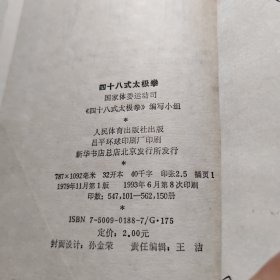 四十八式太极拳
国家体委运动司
《四十八式太极拳》编写小组
*
人民体育出版社出版
昌平环球印刷厂印刷
新华书店总店北京发行所发行
*
787×1092毫米 32开本 40千字 印张2.5 插页1
1979年11月第1版 1993年6月第8次印刷
印数:547,101—562,150册
*
ISBN 7-5009-0188-7/G·175
定价:2.00元
封面设计:孙金荣 责任编辑:王洁